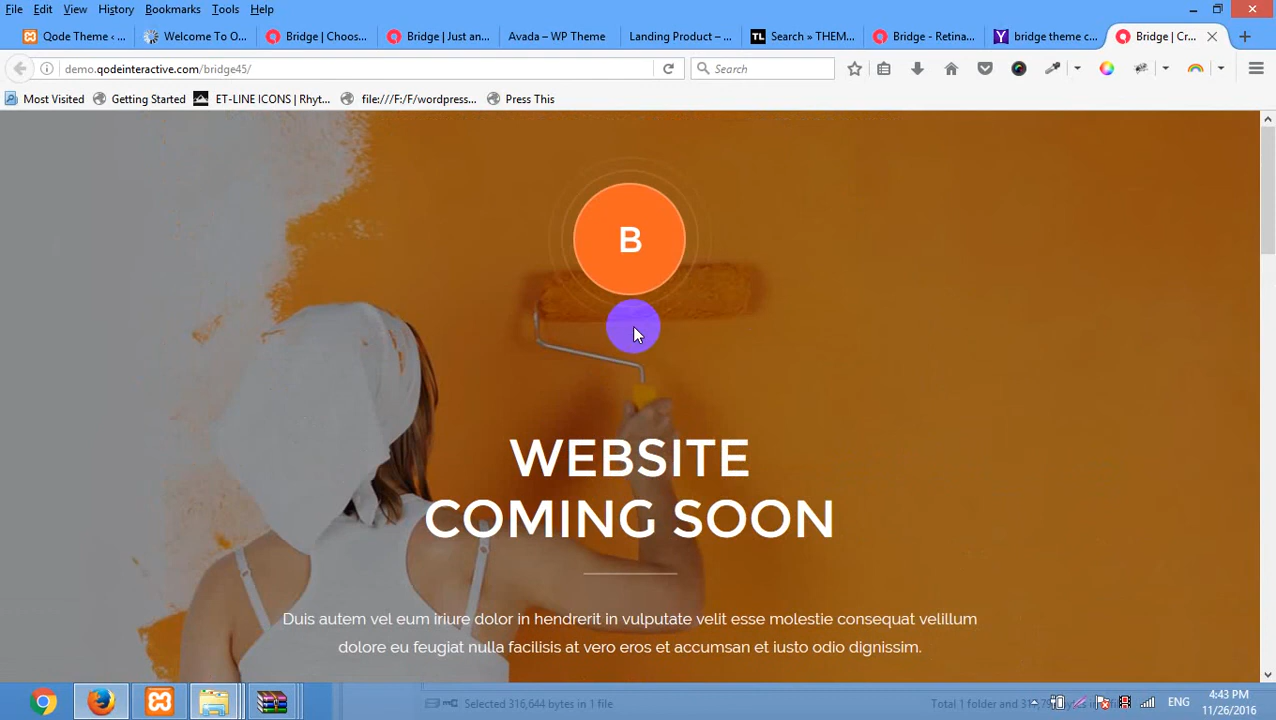 File Edit View History Bookmarks Tools Help
Qode Theme ‹ ... Welcome To O... Bridge | Choos... Bridge | Just an... Avada – WP Theme Landing Product – ... Search » THEM... Bridge - Retina... bridge theme c... Bridge | Cr...
demo.qodeinteractive.com/bridge45/ Search
Most Visited Getting Started ET-LINE ICONS | Rhyt... file:///F:/F/wordpress... Press This
B
WEBSITE
COMING SOON
Duis autem vel eum iriure dolor in hendrerit in vulputate velit esse molestie consequat velillum
dolore eu feugiat nulla facilisis at vero eros et accumsan et iusto odio dignissim.
Selected 316,644 bytes in 1 file
ENG
4:43 PM
11/26/2016